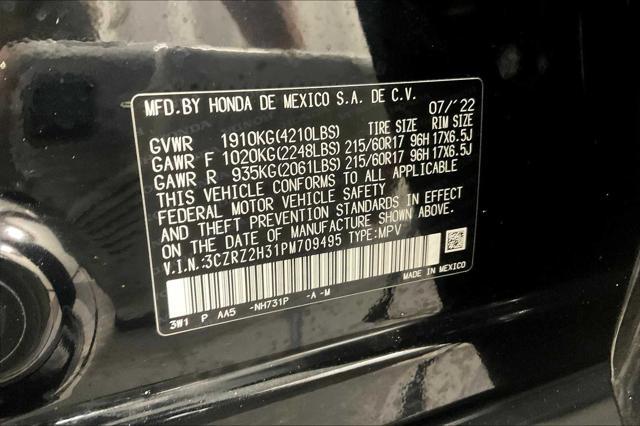 MFD.BY HONDA DE MEXICO S.A. DE C.V. 07/'22
GVWR 1910KG(4210LBS) TIRE SIZE RIM SIZE
GAWR F 1020KG(2248LBS) 215/60R17 96H 17X6.5J
GAWR R 935KG(2061LBS) 215/60R17 96H 17X6.5J
THIS VEHICLE CONFORMS TO ALL APPLICABLE
FEDERAL MOTOR VEHICLE SAFETY
AND THEFT PREVENTION STANDARDS IN EFFECT
ON THE DATE OF MANUFACTURE SHOWN ABOVE.
V.I.N.:3CZRZ2H31PM709495 TYPE:MPV
MADE IN MEXICO
3W1 P AA5 -NH731P -A-M